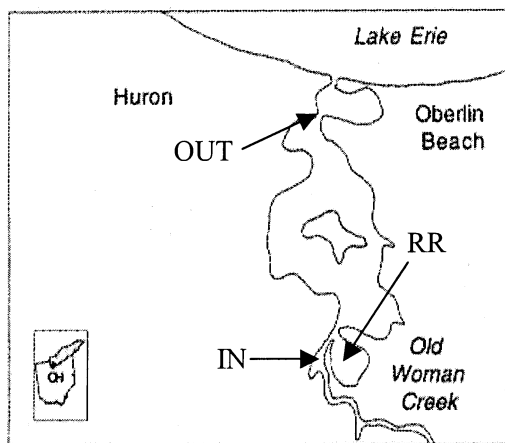 Lake Erie
Huron
Oberlin
Beach
OUT
RR
IN
Old
Woman
Creek
OH